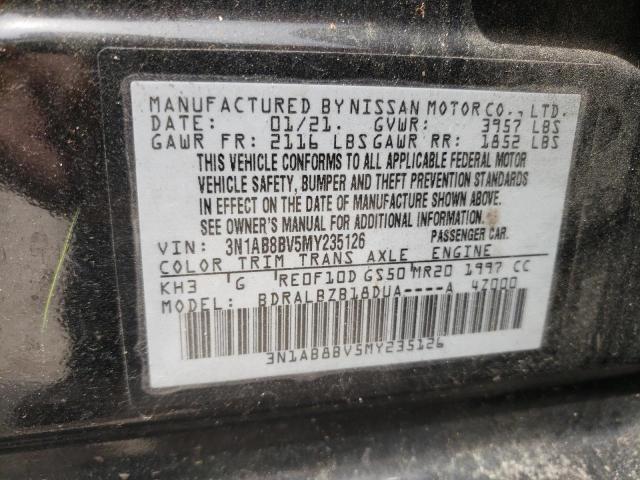 MANUFACTURED BY NISSAN MOTOR CO., LTD.
DATE: 01/21. GVWR: 3957 LBS
GAWR FR: 2116 LBS GAWR RR: 1852 LBS
THIS VEHICLE CONFORMS TO ALL APPLICABLE FEDERAL MOTOR
VEHICLE SAFETY, BUMPER AND THEFT PREVENTION STANDARDS
IN EFFECT ON THE DATE OF MANUFACTURE SHOWN ABOVE.
SEE OWNER'S MANUAL FOR ADDITIONAL INFORMATION.
VIN: 3N1AB8BV5MY235126 PASSENGER CAR
COLOR TRIM TRANS AXLE ENGINE
KH3 G RE0F10D GS50 MR20 1997 CC
MODEL: BDRALBZB18DUA----A 4Z000
3N1AB8BV5MY235126